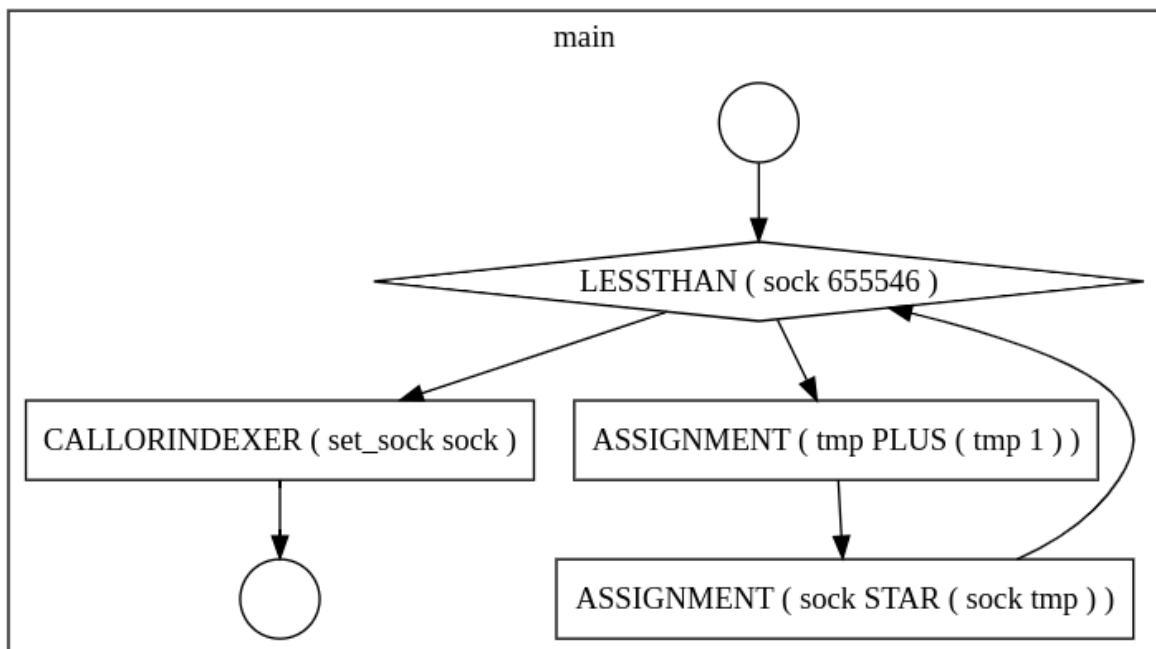 main
LESSTHAN ( sock 655546 )
CALLORINDEXER ( set_sock sock )
ASSIGNMENT ( tmp PLUS ( tmp 1 ) )
ASSIGNMENT ( sock STAR ( sock tmp ) )